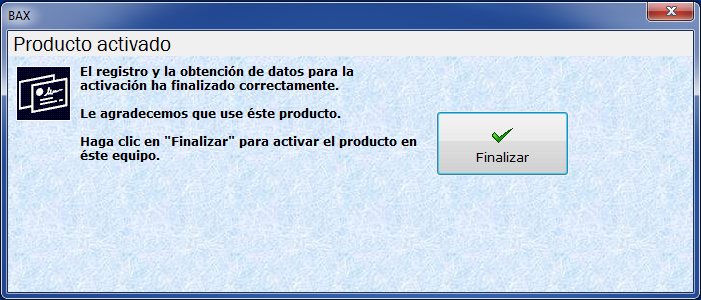 BAX
Producto activado
El registro y la obtención de datos para la
activación ha finalizado correctamente.
Le agradecemos que use éste producto.
Haga clic en "Finalizar" para activar el producto en
éste equipo.
Finalizar